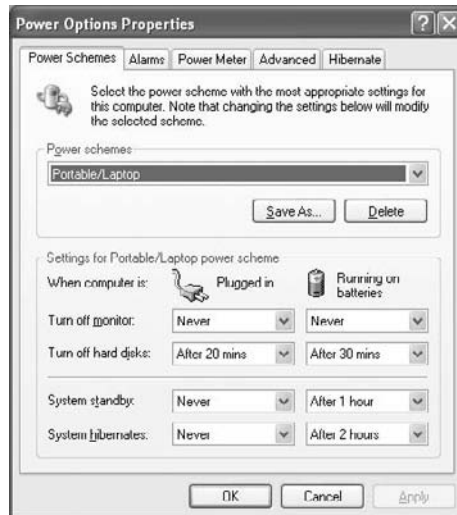 Power Options Properties
Power Schemes Alarms Power Meter Advanced Hibernate
Select the power scheme with the most appropriate settings for
this computer. Note that changing the settings below will modify
the selected scheme.
Power schemes
Portable/Laptop
Save As... Delete
Settings for Portable/Laptop power scheme
When computer is: Plugged in Running on
batteries
Turn off monitor: Never Never
Turn off hard disks: After 20 mins After 30 mins
System standby: Never After 1 hour
System hibernates: Never After 2 hours
OK Cancel Apply